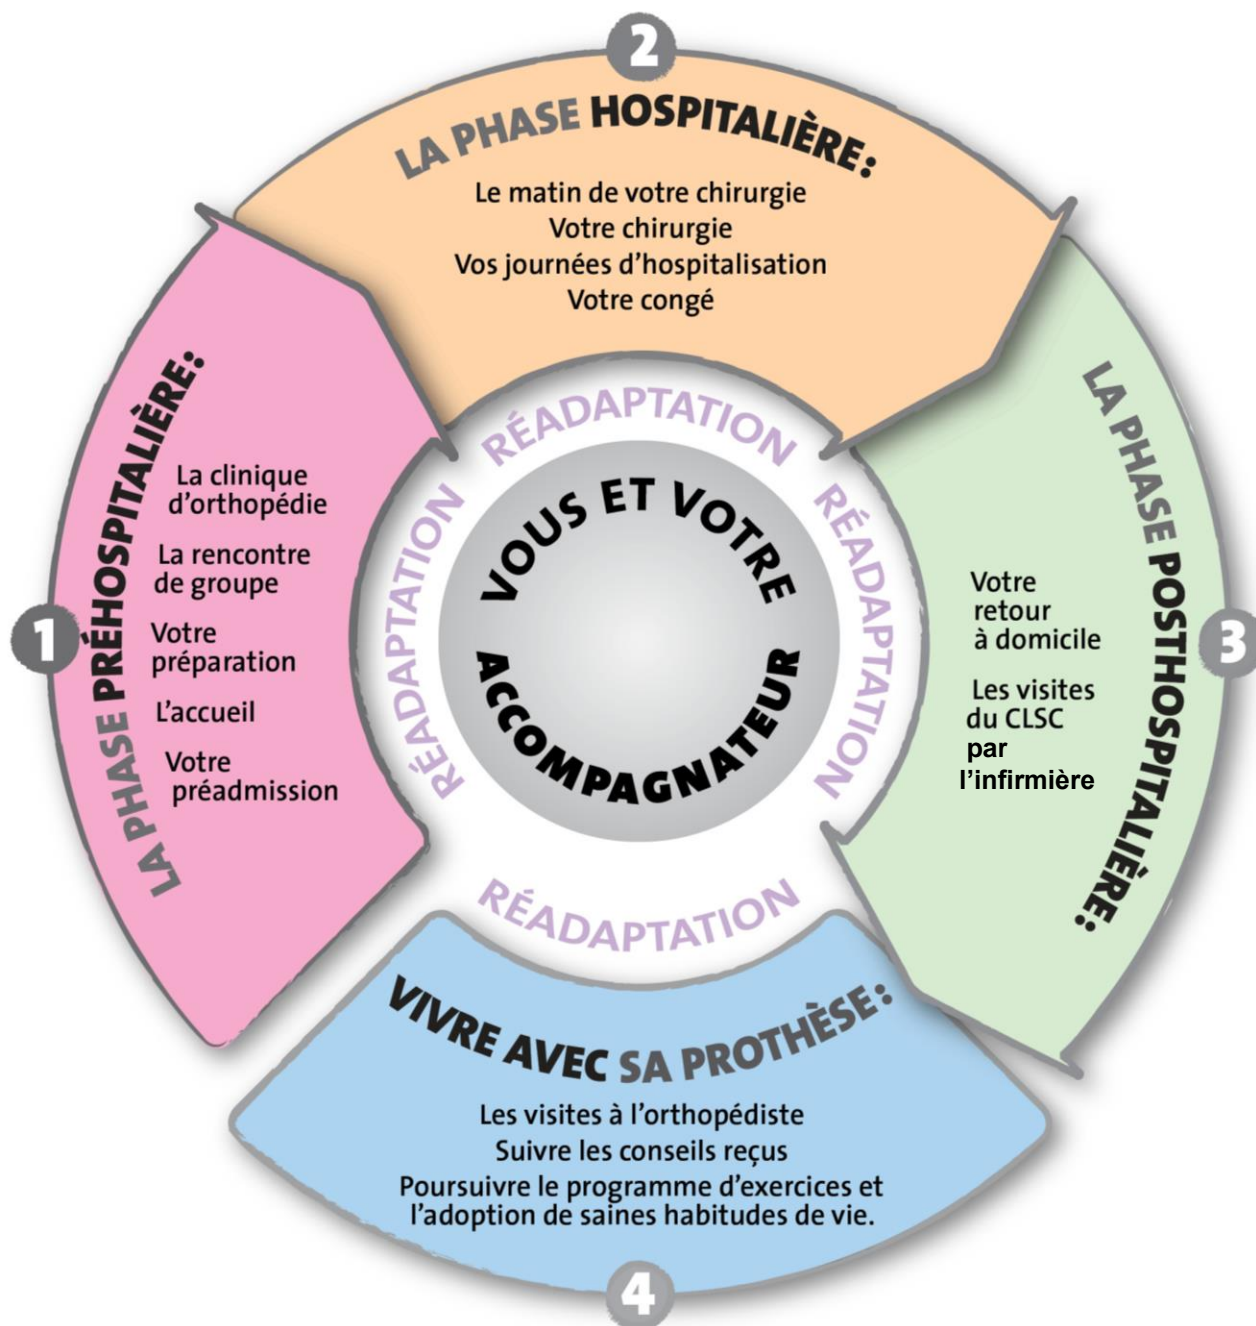 1
LA PHASE PRÉHOSPITALIÈRE:
La clinique
d'orthopédie
La rencontre
de groupe
Votre
préparation
L'accueil
Votre
préadmission
2
LA PHASE HOSPITALIÈRE:
Le matin de votre chirurgie
Votre chirurgie
Vos journées d'hospitalisation
Votre congé
3
LA PHASE POSTHOSPITALIÈRE:
Votre
retour
à domicile
Les visites
du CLSC
par
l'infirmière
4
VIVRE AVEC SA PROTHÈSE:
Les visites à l'orthopédiste
Suivre les conseils reçus
Poursuivre le programme d'exercices et
l'adoption de saines habitudes de vie.
RÉADAPTATION
RÉADAPTATION
RÉADAPTATION
RÉADAPTATION
VOUS ET VOTRE
ACCOMPAGNATEUR